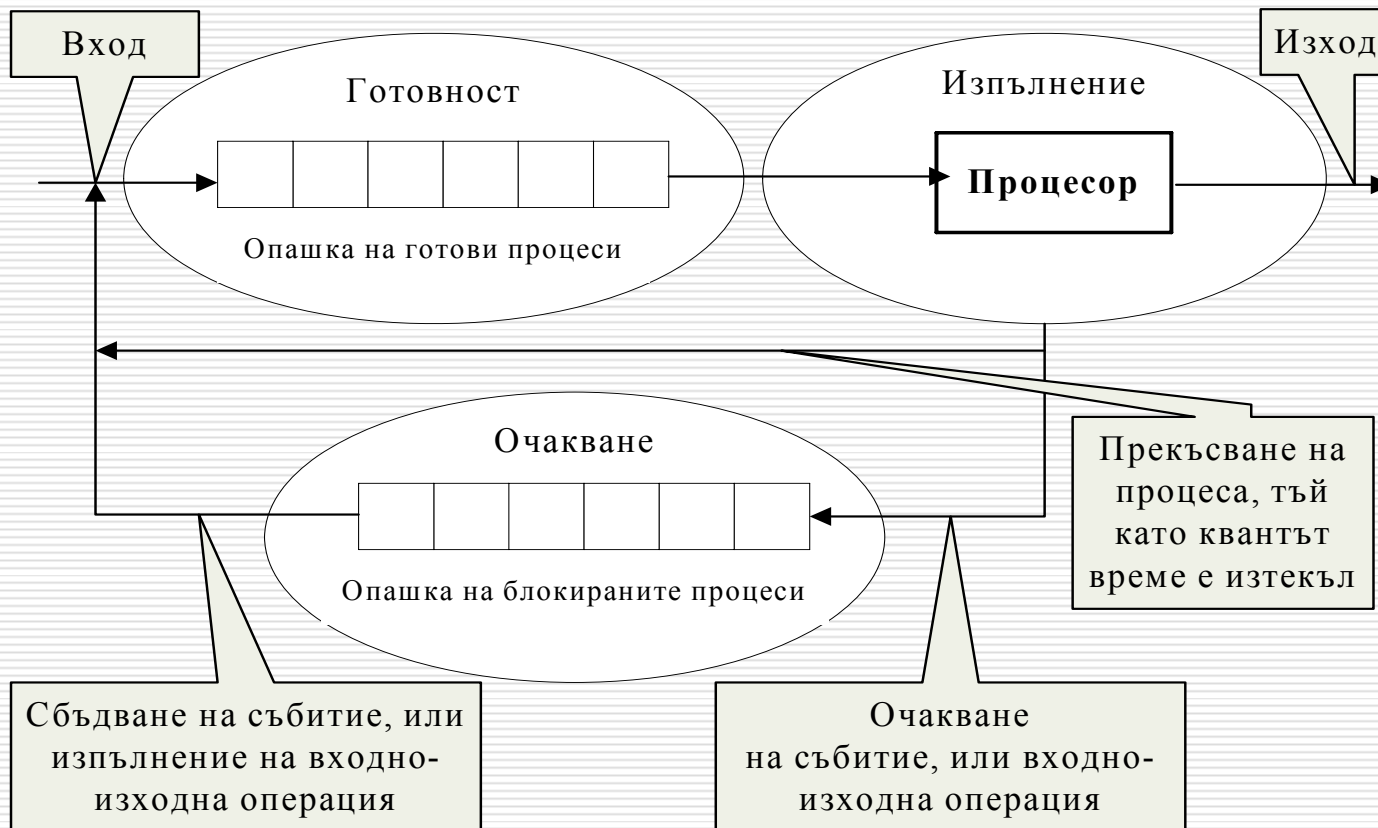 Вход
Изход
Готовност
Изпълнение
Процесор
Опашка на готови процеси
Очакване
Опашка на блокираните процеси
Прекъсване на
процеса, тъй
като квантът
време е изтекъл
Сбъдване на събитие, или
изпълнение на входно-
изходна операция
Очакване
на събитие, или входно-
изходна операция